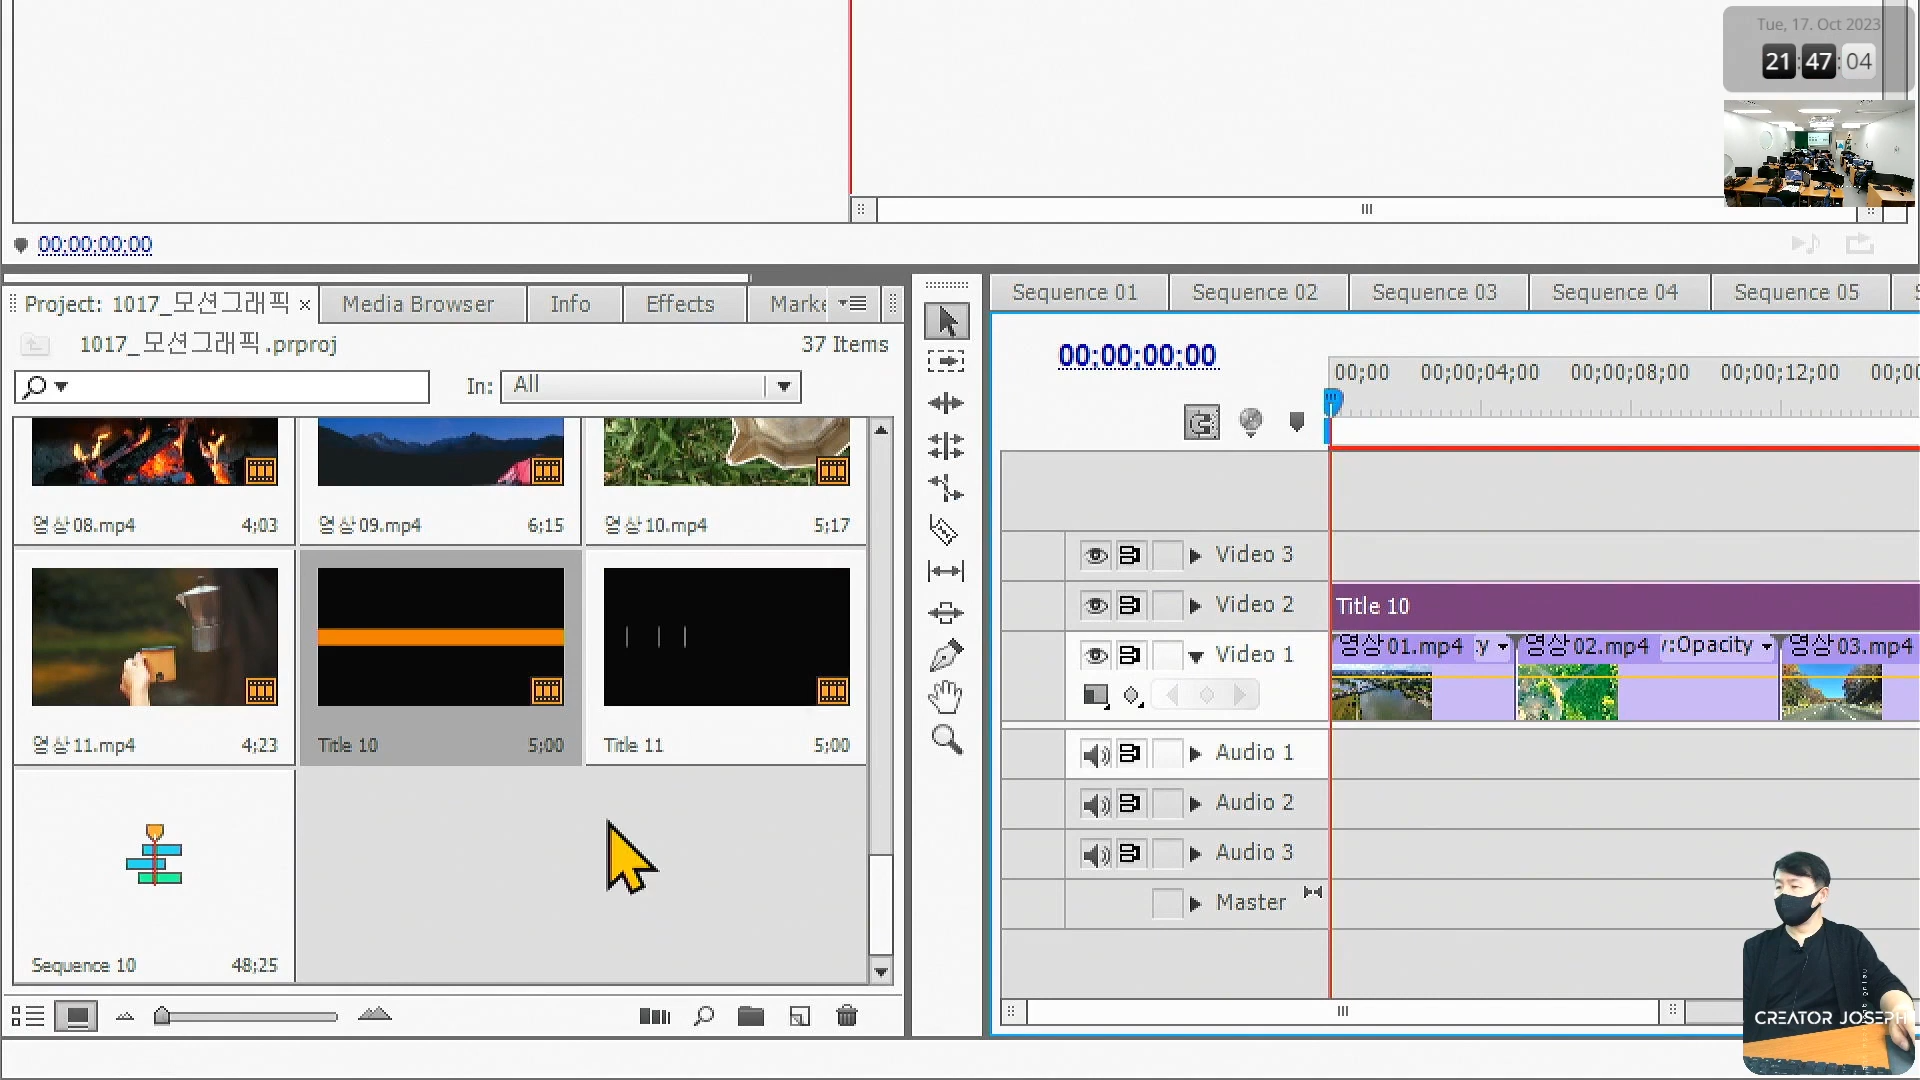 Tue, 17. Oct 2023
21:47:04
00;00;00;00
Project: 1017_모션그래픽 ×
Media Browser
Info
Effects
Marke
1017_모션그래픽.prproj
37 Items
In:
All
영상08.mp4
4;03
영상09.mp4
6;15
영상10.mp4
5;17
영상11.mp4
4;23
Title 10
5;00
Title 11
5;00
Sequence 10
48;25
Sequence 01
Sequence 02
Sequence 03
Sequence 04
Sequence 05
00;00;00;00
00;00
00;00;04;00
00;00;08;00
00;00;12;00
Video 3
Video 2
Title 10
Video 1
영상01.mp4
y
영상02.mp4
/:Opacity
영상03.mp4
Audio 1
Audio 2
Audio 3
Master
CREATOR JOSEPH